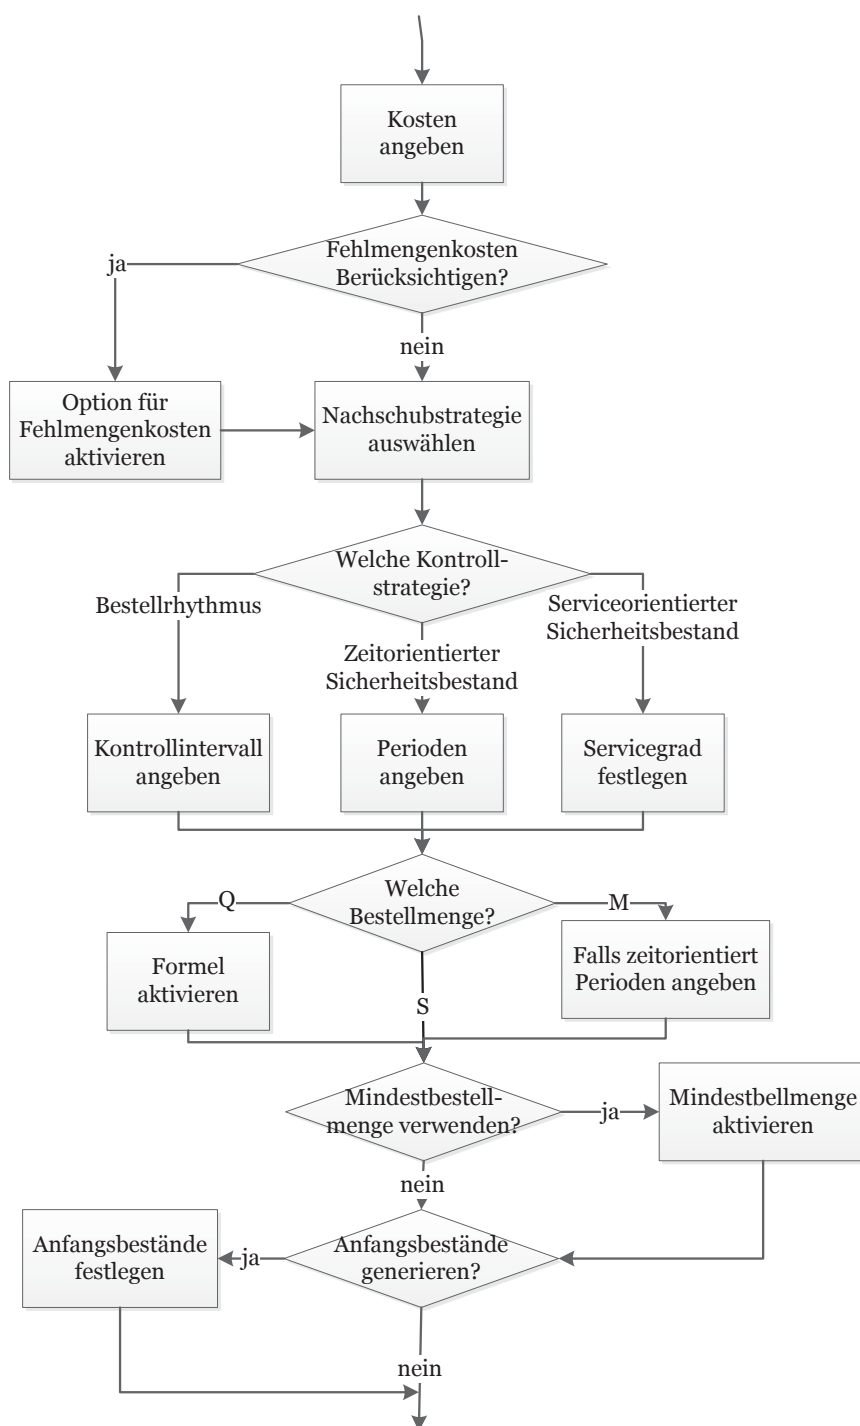 Kosten
angeben
Fehlmengenkosten
Berücksichtigen?
ja
nein
Option für
Fehlmengenkosten
aktivieren
Nachschubstrategie
auswählen
Welche Kontroll-
strategie?
Bestellrhythmus
Zeitorientierter
Sicherheitsbestand
Serviceorientierter
Sicherheitsbestand
Kontrollintervall
angeben
Perioden
angeben
Servicegrad
festlegen
Welche
Bestellmenge?
Q
M
Formel
aktivieren
S
Falls zeitorientiert
Perioden angeben
Mindestbestell-
menge verwenden?
ja
Mindestbellmenge
aktivieren
nein
Anfangsbestände
festlegen
ja
Anfangsbestände
generieren?
nein